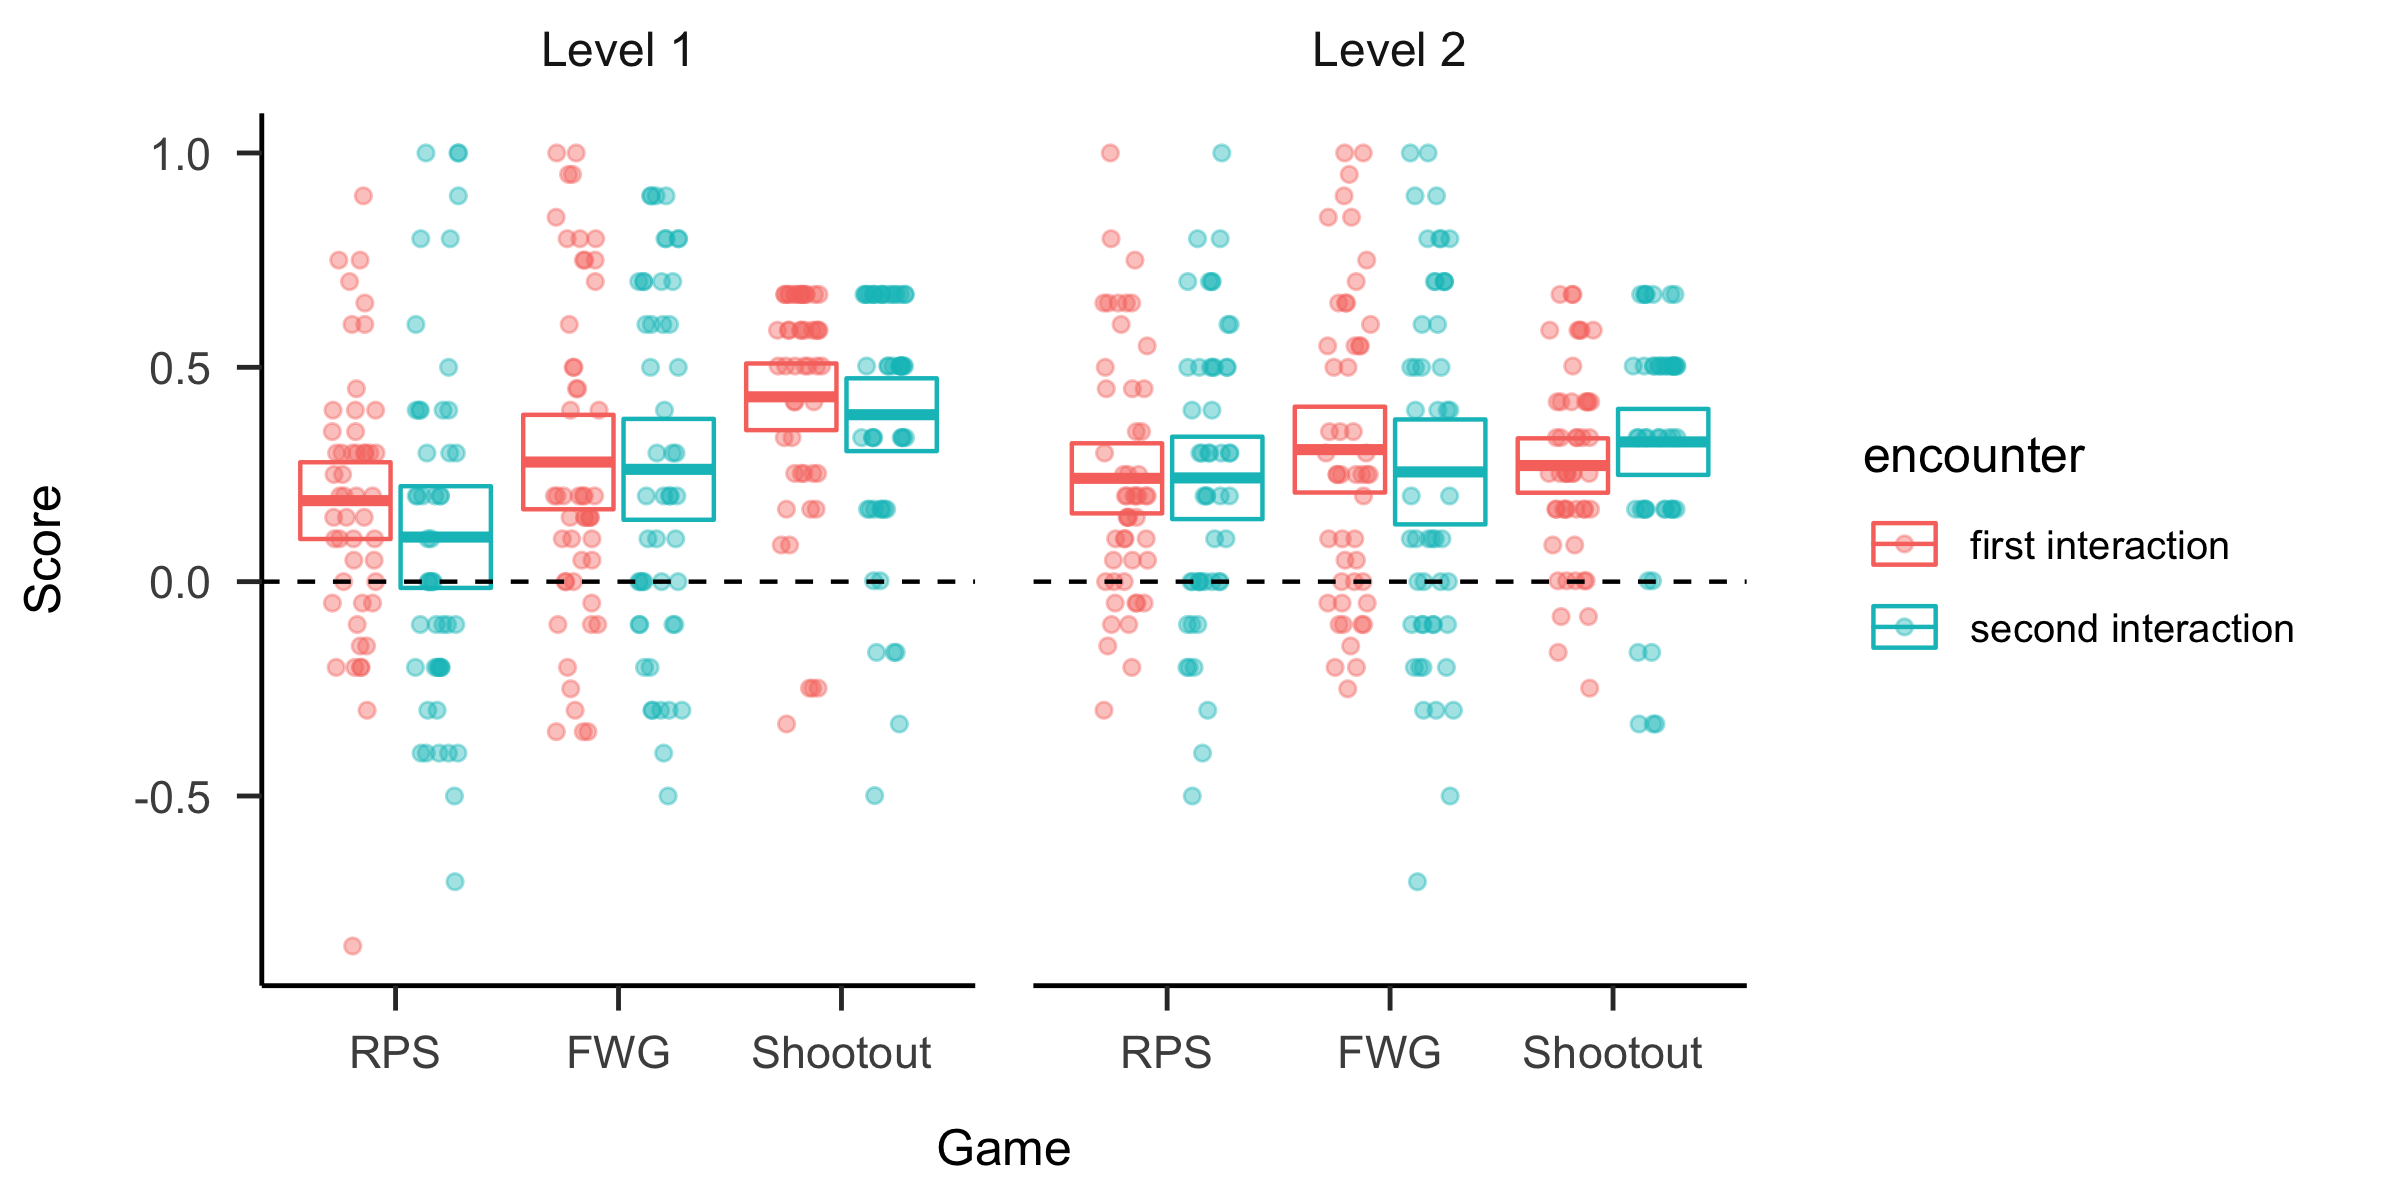 Level 1
Level 2
Score
1.0
0.5
0.0
-0.5
RPS
FWG
Shootout
RPS
FWG
Shootout
Game
encounter
first interaction
second interaction